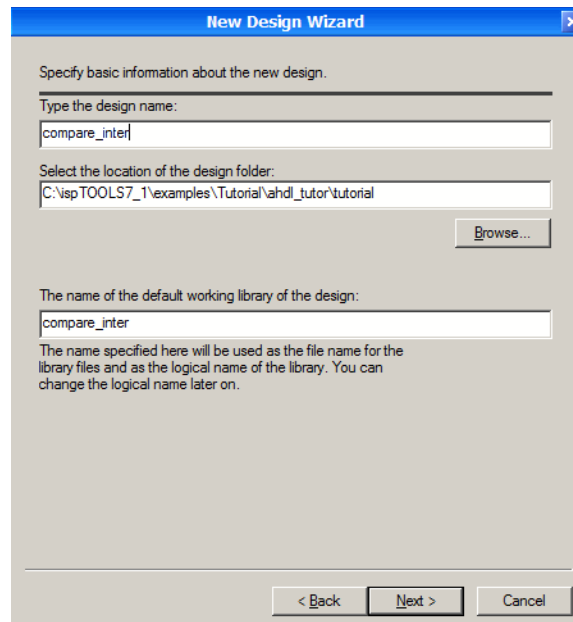 New Design Wizard
Specify basic information about the new design.
Type the design name:
compare_inter
Select the location of the design folder:
C:\ispTOOLS7_1\examples\Tutorial\ahdl_tutor\tutorial
Browse...
The name of the default working library of the design:
compare_inter
The name specified here will be used as the file name for the
library files and as the logical name of the library. You can
change the logical name later on.
< Back Next > Cancel